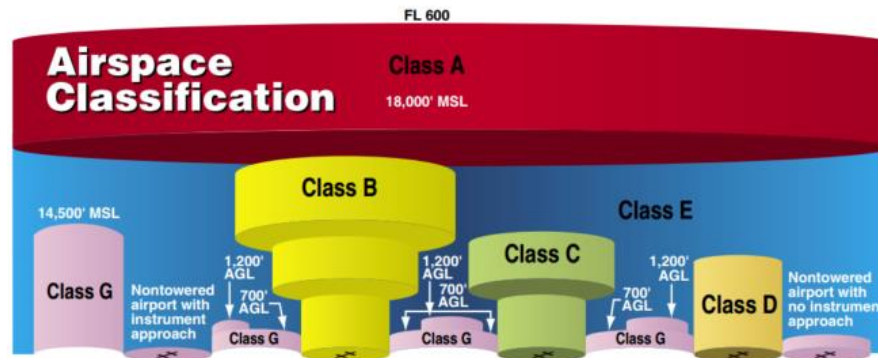 FL 600
Airspace
Classification
Class A
18,000' MSL
Class B
14,500' MSL
Class E
Class G
Nontowered
airport with
instrument
approach
1,200'
AGL
700'
AGL
Class G
1,200'
AGL
700'
AGL
Class G
Class C
700'
AGL
1,200'
AGL
Class G
Class D
Nontowered
airport with
no instrument
approach